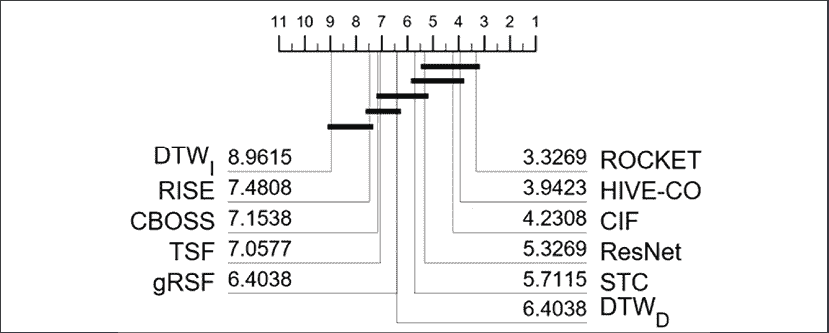 11 10 9 8 7 6 5 4 3 2 1
DTW_I 8.9615 3.3269 ROCKET
RISE 7.4808 3.9423 HIVE-CO
CBOSS 7.1538 4.2308 CIF
TSF 7.0577 5.3269 ResNet
gRSF 6.4038 5.7115 STC
6.4038 DTW_D